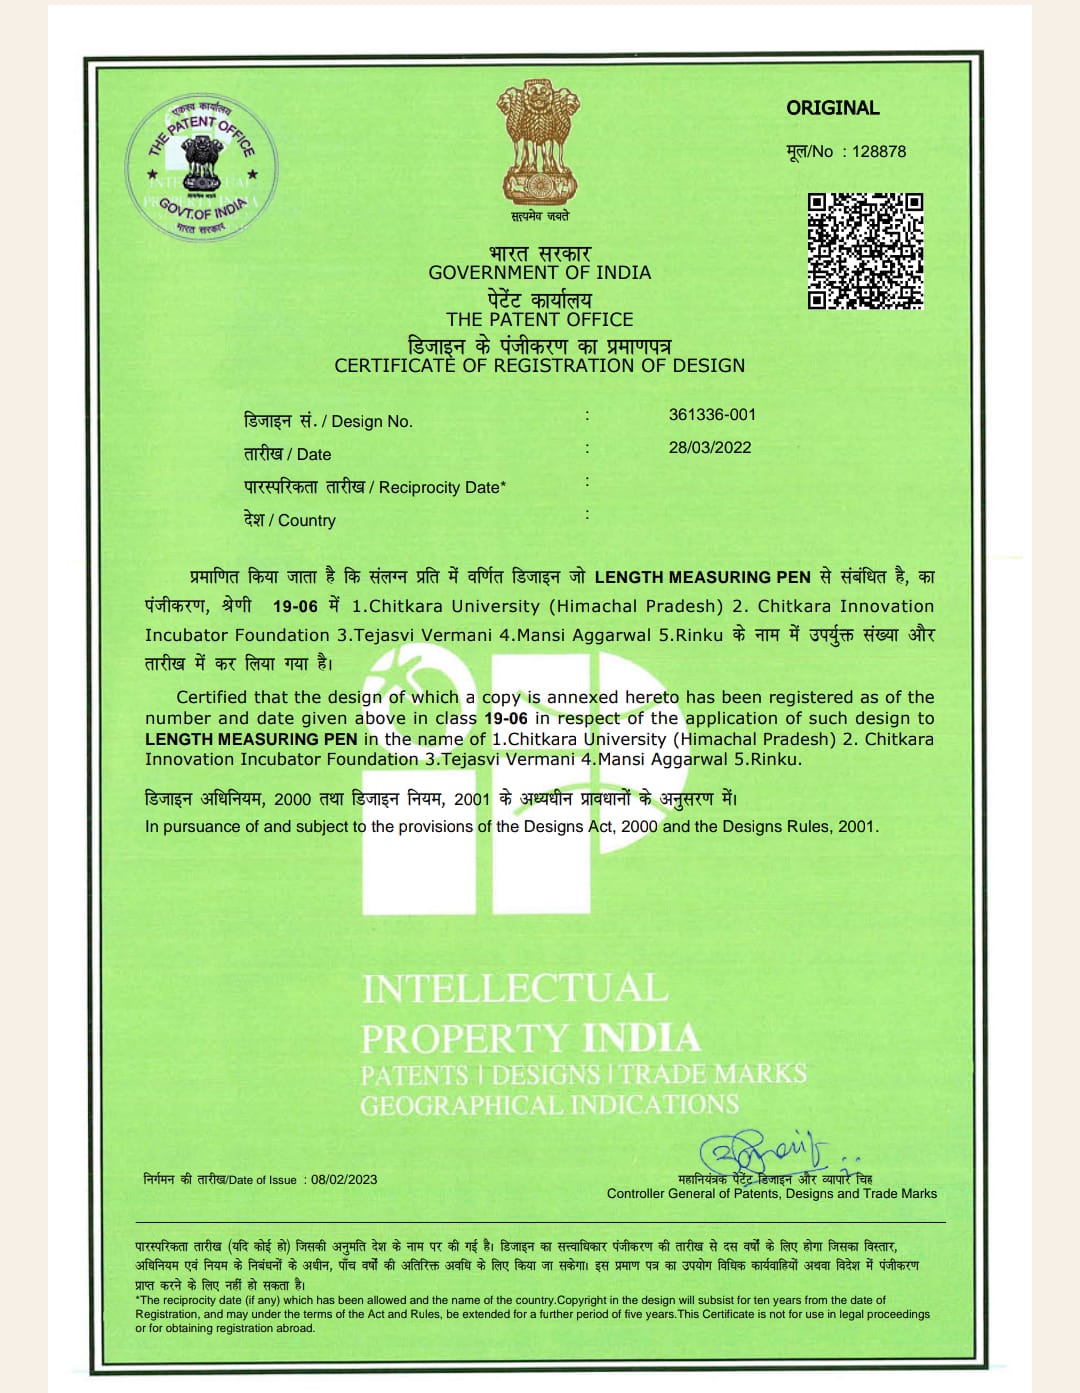 एकस्व कार्यालय
THE PATENT OFFICE
INTELLECTUAL
GOVT.OF INDIA
भारत सरकार
सत्यमेव जयते
ORIGINAL
मूल/No : 128878
भारत सरकार
GOVERNMENT OF INDIA
पेटेंट कार्यालय
THE PATENT OFFICE
डिजाइन के पंजीकरण का प्रमाणपत्र
CERTIFICATE OF REGISTRATION OF DESIGN
डिजाइन सं. / Design No. : 361336-001
तारीख / Date : 28/03/2022
पारस्परिकता तारीख / Reciprocity Date* :
देश / Country :
प्रमाणित किया जाता है कि संलग्न प्रति में वर्णित डिजाइन जो LENGTH MEASURING PEN से संबंधित है, का
पंजीकरण, श्रेणी 19-06 में 1.Chitkara University (Himachal Pradesh) 2. Chitkara Innovation
Incubator Foundation 3.Tejasvi Vermani 4.Mansi Aggarwal 5.Rinku के नाम में उपर्युक्त संख्या और
तारीख में कर लिया गया है।
Certified that the design of which a copy is annexed hereto has been registered as of the
number and date given above in class 19-06 in respect of the application of such design to
LENGTH MEASURING PEN in the name of 1.Chitkara University (Himachal Pradesh) 2. Chitkara
Innovation Incubator Foundation 3.Tejasvi Vermani 4.Mansi Aggarwal 5.Rinku.
डिजाइन अधिनियम, 2000 तथा डिजाइन नियम, 2001 के अध्यधीन प्रावधानों के अनुसरण में।
In pursuance of and subject to the provisions of the Designs Act, 2000 and the Designs Rules, 2001.
INTELLECTUAL
PROPERTY INDIA
PATENTS | DESIGNS | TRADE MARKS
GEOGRAPHICAL INDICATIONS
निर्गमन की तारीख/Date of Issue : 08/02/2023
महानियंत्रक पेटेंट डिजाइन और व्यापार चिह्न
Controller General of Patents, Designs and Trade Marks
पारस्परिकता तारीख (यदि कोई हो) जिसकी अनुमति देश के नाम पर की गई है। डिजाइन का सत्त्वाधिकार पंजीकरण की तारीख से दस वर्षों के लिए होगा जिसका विस्तार,
अधिनियम एवं नियम के निबंधनों के अधीन, पाँच वर्षों की अतिरिक्त अवधि के लिए किया जा सकेगा। इस प्रमाण पत्र का उपयोग विधिक कार्यवाहियों अथवा विदेश में पंजीकरण
प्राप्त करने के लिए नहीं हो सकता है।
*The reciprocity date (if any) which has been allowed and the name of the country.Copyright in the design will subsist for ten years from the date of
Registration, and may under the terms of the Act and Rules, be extended for a further period of five years.This Certificate is not for use in legal proceedings
or for obtaining registration abroad.